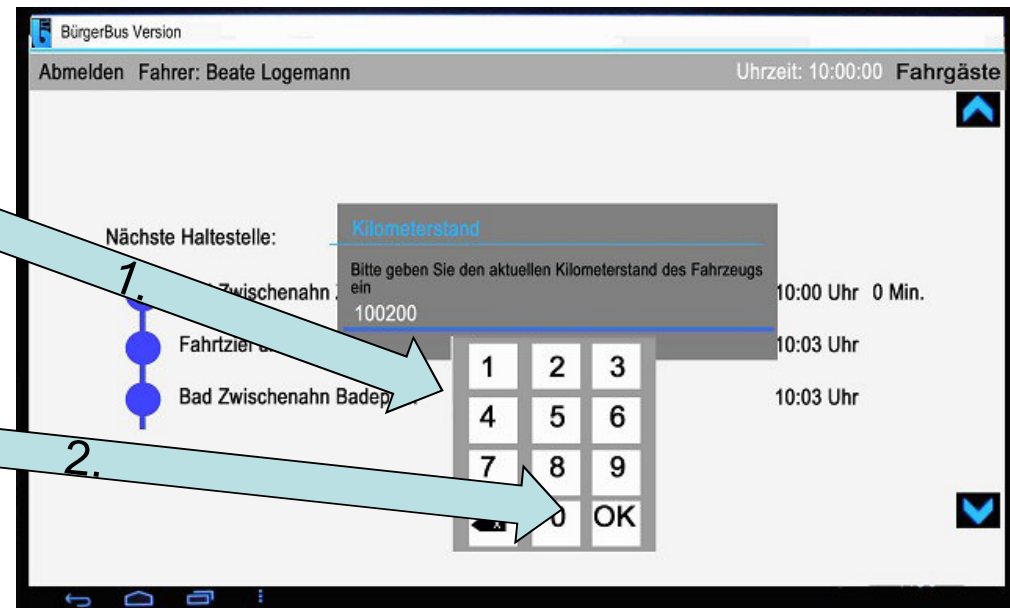 BürgerBus Version
Abmelden Fahrer: Beate Logemann Uhrzeit: 10:00:00 Fahrgäste
Kilometerstand
Nächste Haltestelle:
Bitte geben Sie den aktuellen Kilometerstand des Fahrzeugs
ein
1.
Zwischenahn 10:00 Uhr 0 Min.
100200
Fahrtziel 10:03 Uhr
1 2 3
Bad Zwischenahn 10:03 Uhr
4 5 6
2.
7 8 9
0 OK